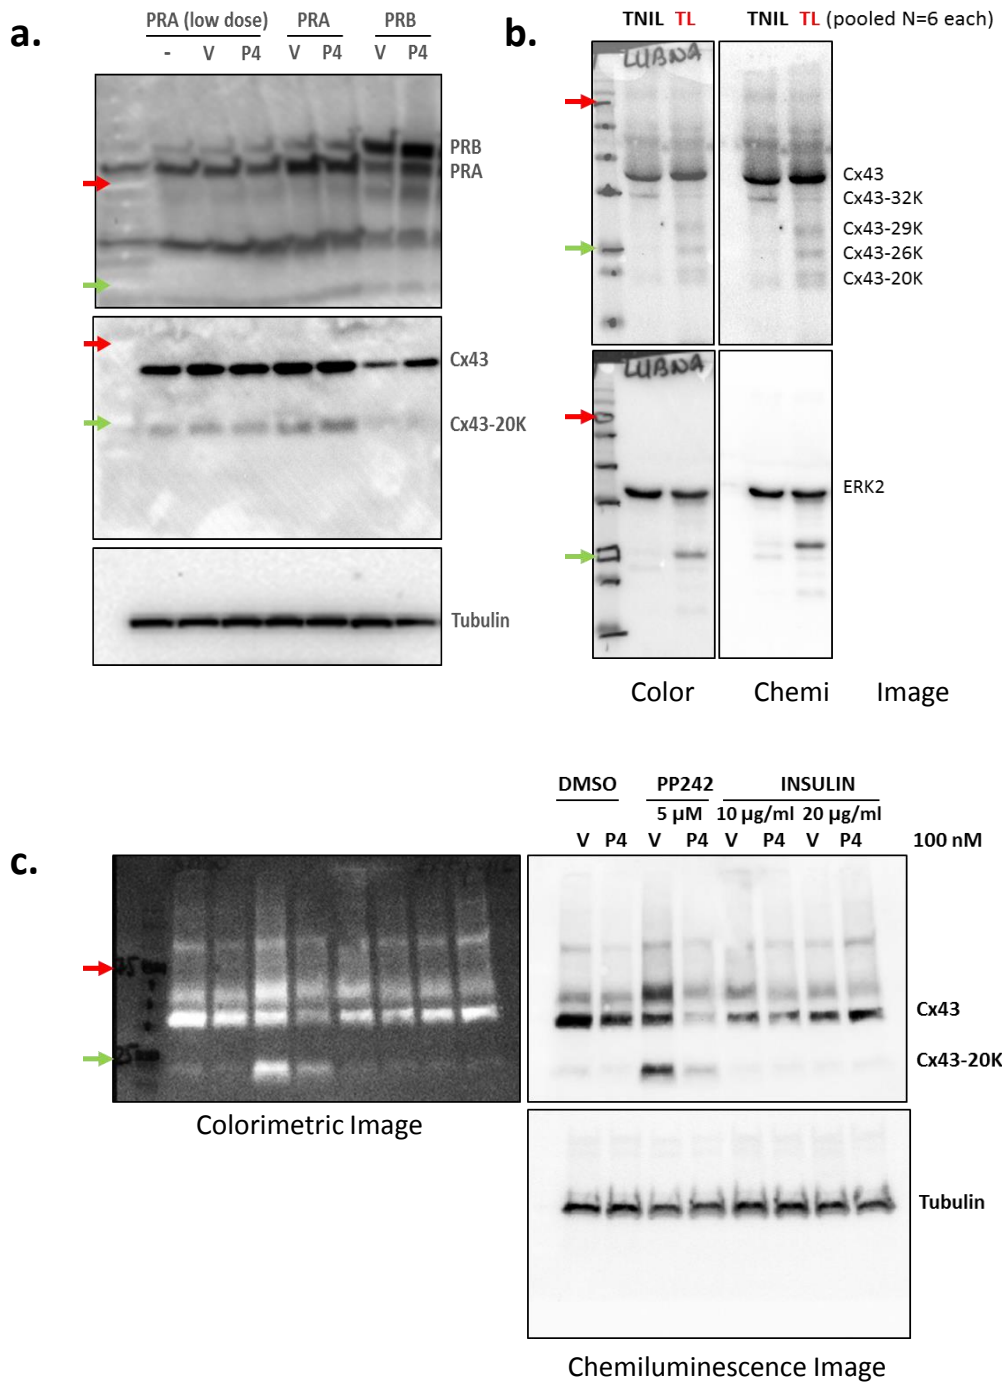 a.
PRA (low dose) PRA PRB
- V P4 V P4 V P4
PRB
PRA
Cx43
Cx43-20K
Tubulin
b.
TNIL TL TNIL TL (pooled N=6 each)
LUBNA
Cx43
Cx43-32K
Cx43-29K
Cx43-26K
Cx43-20K
LUBNA
ERK2
Color Chemi Image
c.
DMSO PP242 INSULIN
5 µM 10 µg/ml 20 µg/ml
V P4 V P4 V P4 V P4 100 nM
75
25
Cx43
Cx43-20K
Colorimetric Image
Tubulin
Chemiluminescence Image